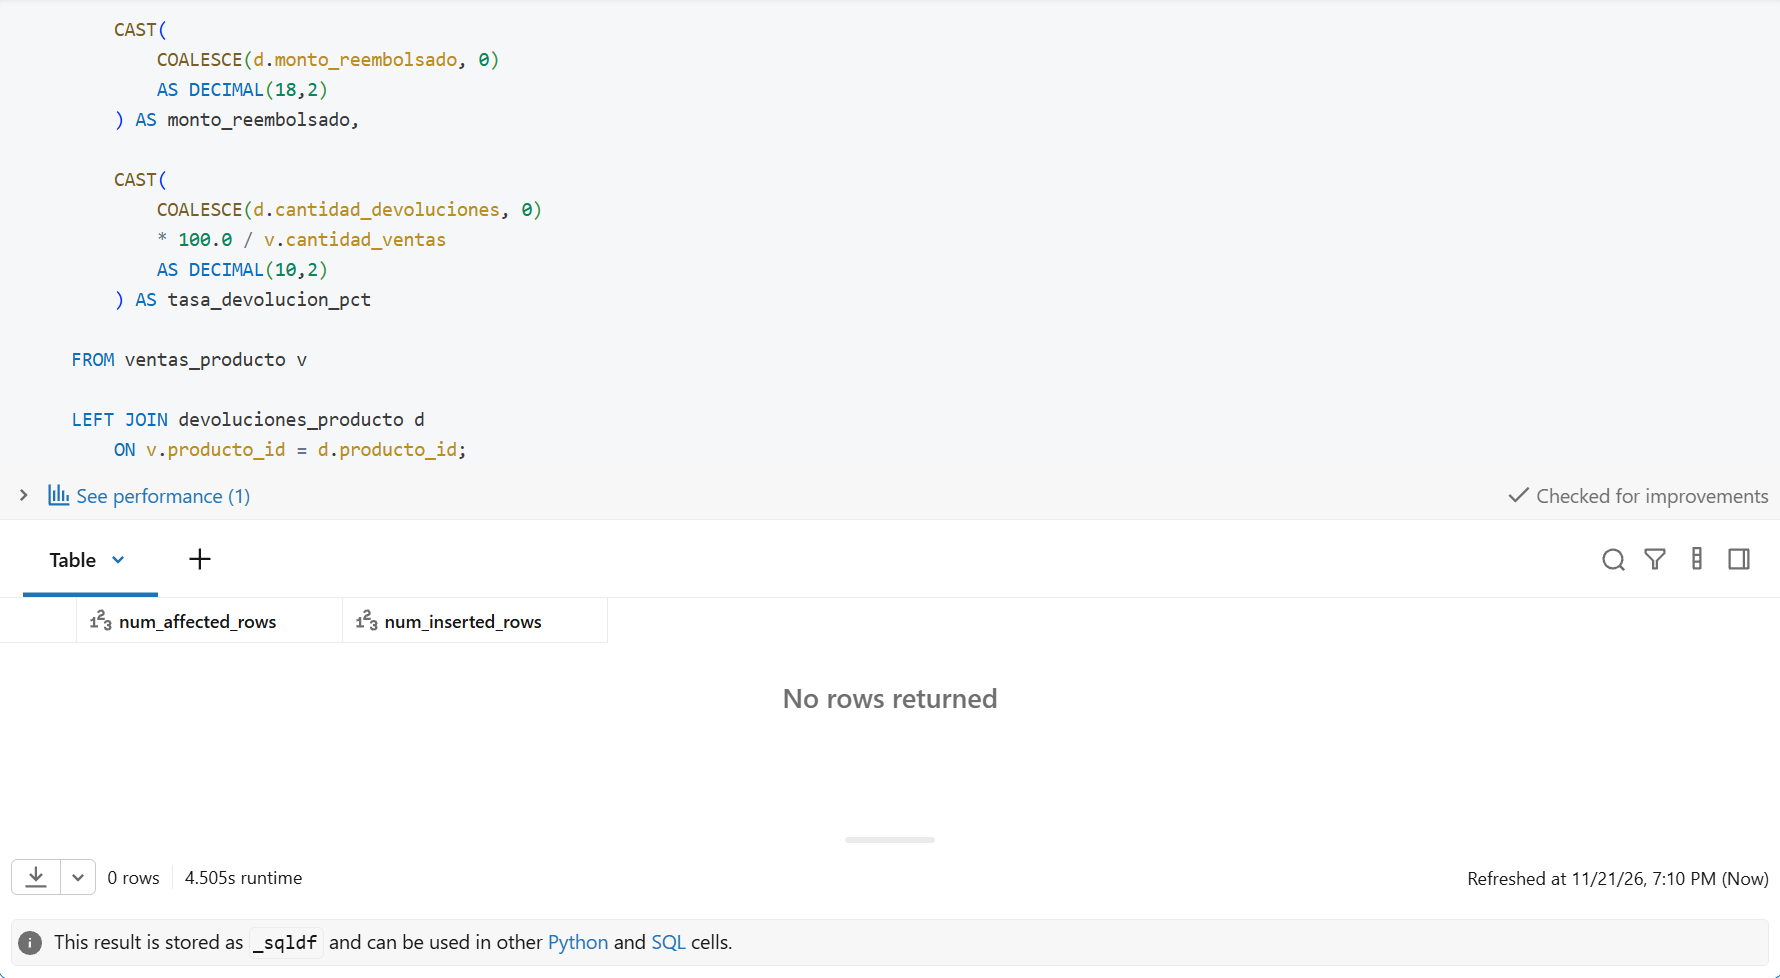 CAST(
COALESCE(d.monto_reembolsado, 0)
AS DECIMAL(18,2)
) AS monto_reembolsado,
CAST(
COALESCE(d.cantidad_devoluciones, 0)
* 100.0 / v.cantidad_ventas
AS DECIMAL(10,2)
) AS tasa_devolucion_pct
FROM ventas_producto v
LEFT JOIN devoluciones_producto d
ON v.producto_id = d.producto_id;
See performance (1)
Checked for improvements
Table
num_affected_rows
num_inserted_rows
No rows returned
0 rows
4.505s runtime
Refreshed at 11/21/26, 7:10 PM (Now)
This result is stored as _sqldf and can be used in other Python and SQL cells.